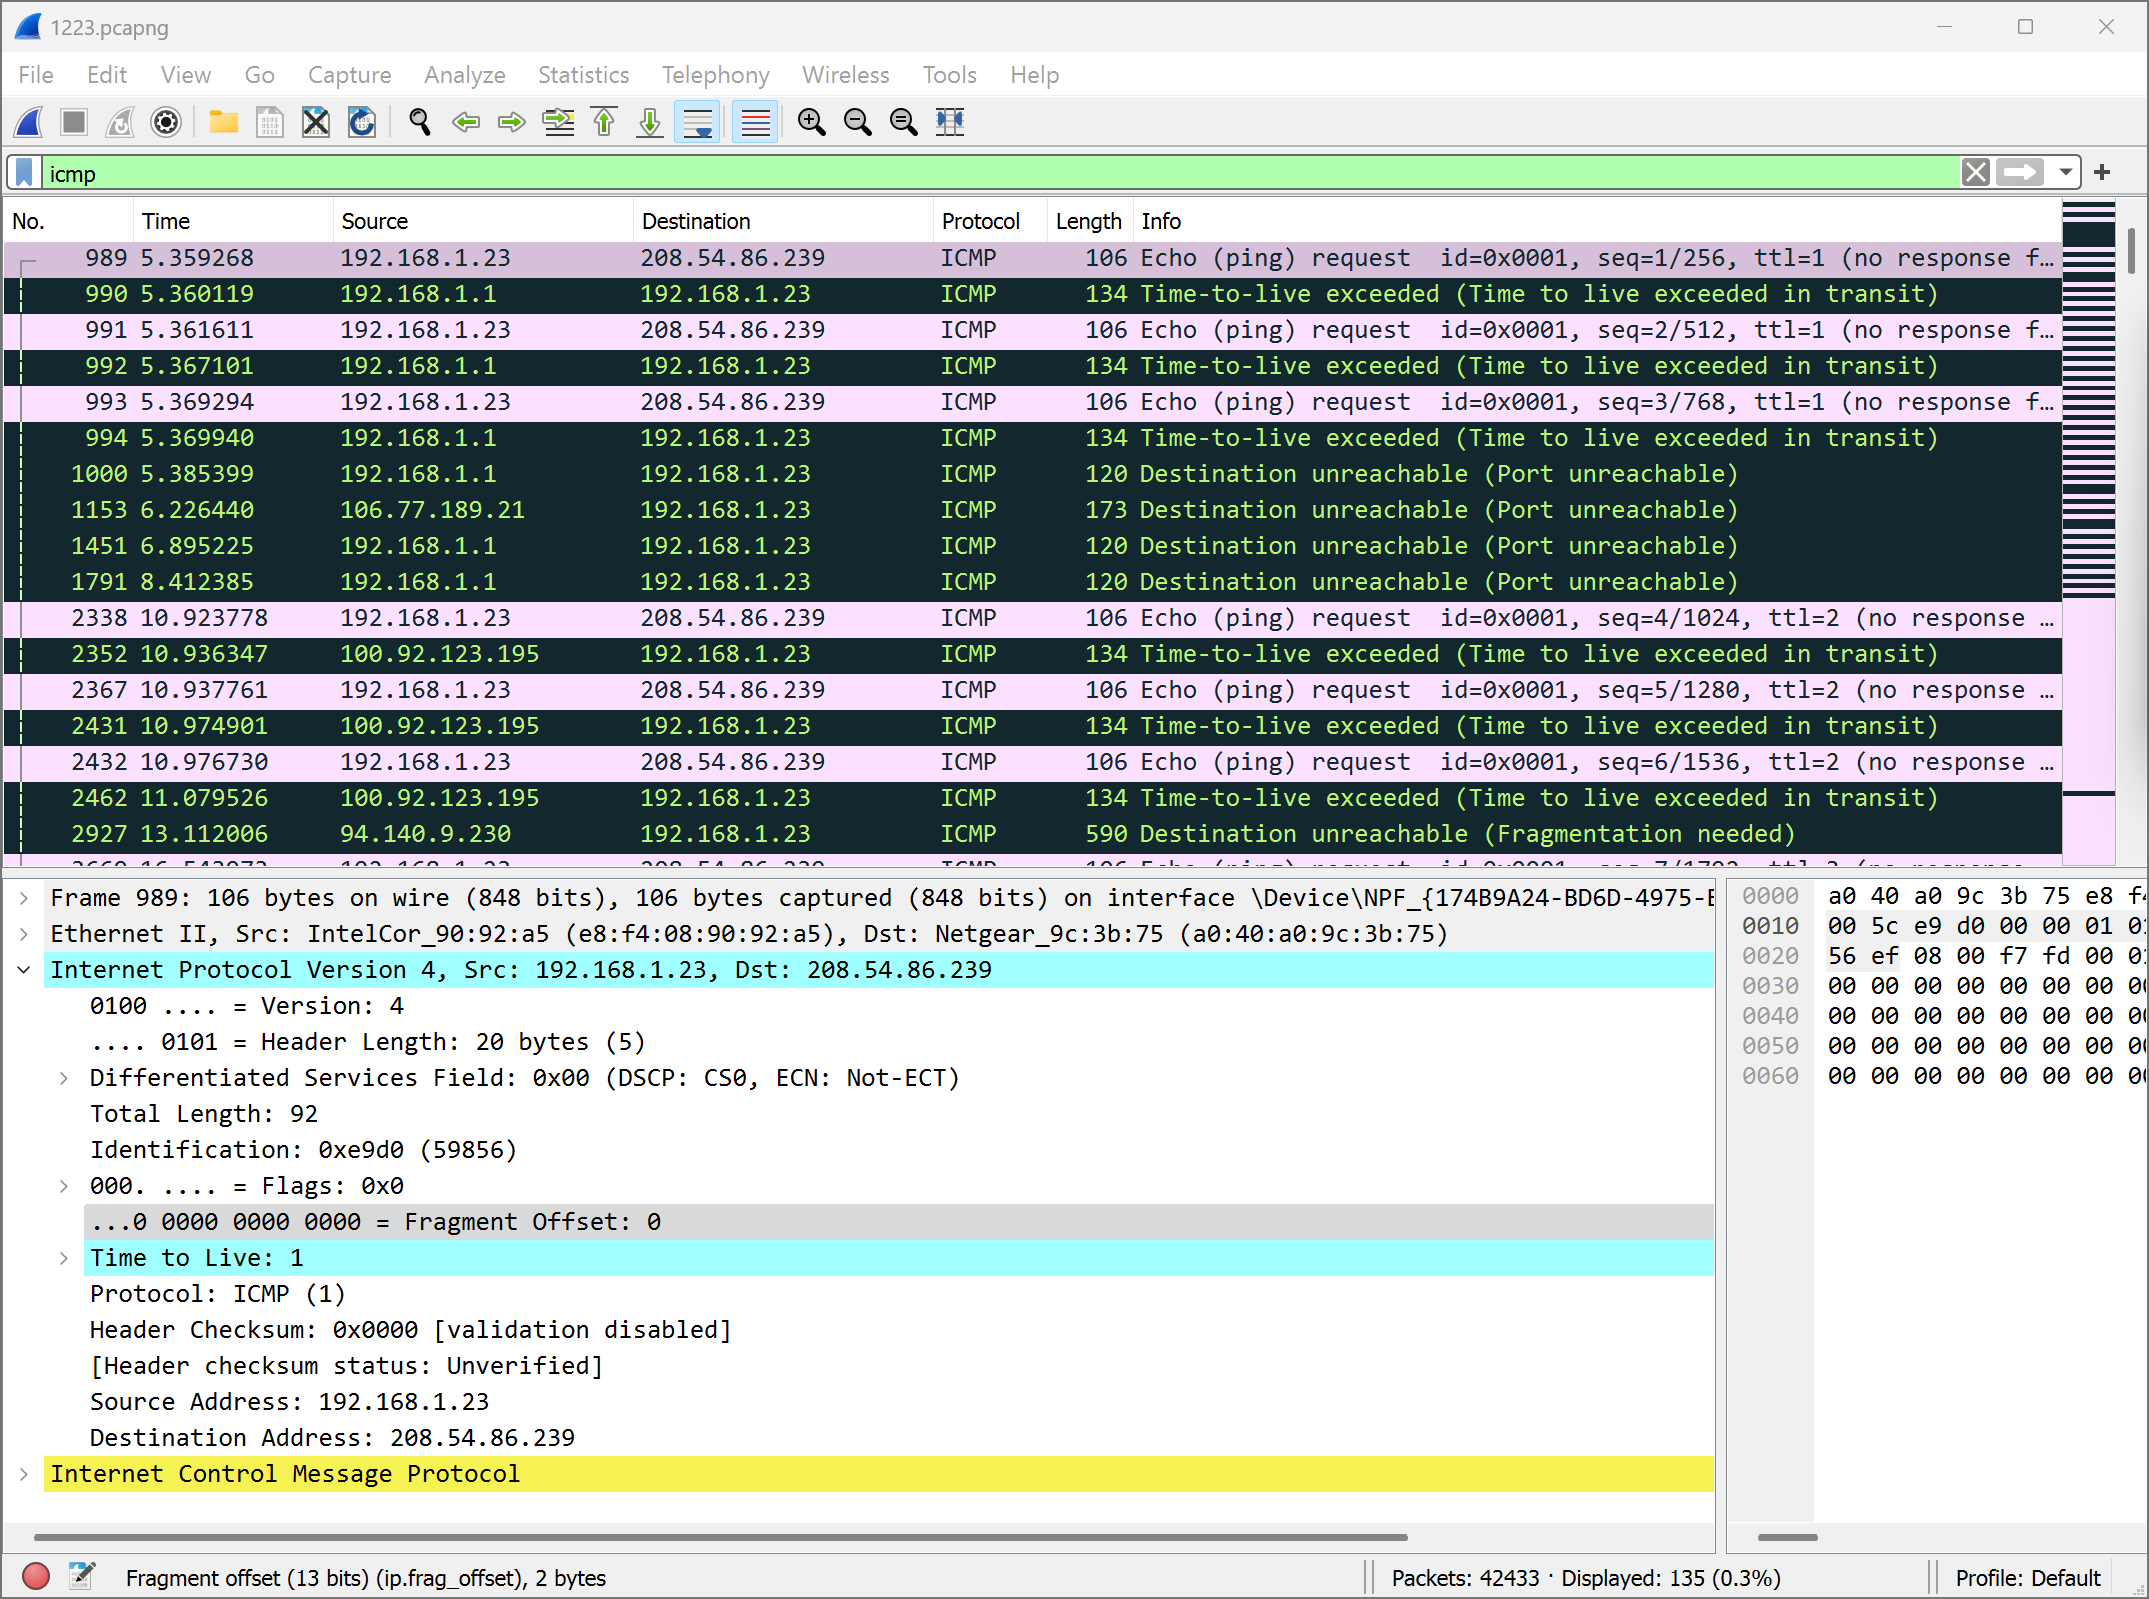 1223.pcapng
File Edit View Go Capture Analyze Statistics Telephony Wireless Tools Help
icmp
No. Time Source Destination Protocol Length Info
989 5.359268 192.168.1.23 208.54.86.239 ICMP 106 Echo (ping) request id=0x0001, seq=1/256, ttl=1 (no response f…
990 5.360119 192.168.1.1 192.168.1.23 ICMP 134 Time-to-live exceeded (Time to live exceeded in transit)
991 5.361611 192.168.1.23 208.54.86.239 ICMP 106 Echo (ping) request id=0x0001, seq=2/512, ttl=1 (no response f…
992 5.367101 192.168.1.1 192.168.1.23 ICMP 134 Time-to-live exceeded (Time to live exceeded in transit)
993 5.369294 192.168.1.23 208.54.86.239 ICMP 106 Echo (ping) request id=0x0001, seq=3/768, ttl=1 (no response f…
994 5.369940 192.168.1.1 192.168.1.23 ICMP 134 Time-to-live exceeded (Time to live exceeded in transit)
1000 5.385399 192.168.1.1 192.168.1.23 ICMP 120 Destination unreachable (Port unreachable)
1153 6.226440 106.77.189.21 192.168.1.23 ICMP 173 Destination unreachable (Port unreachable)
1451 6.895225 192.168.1.1 192.168.1.23 ICMP 120 Destination unreachable (Port unreachable)
1791 8.412385 192.168.1.1 192.168.1.23 ICMP 120 Destination unreachable (Port unreachable)
2338 10.923778 192.168.1.23 208.54.86.239 ICMP 106 Echo (ping) request id=0x0001, seq=4/1024, ttl=2 (no response …
2352 10.936347 100.92.123.195 192.168.1.23 ICMP 134 Time-to-live exceeded (Time to live exceeded in transit)
2367 10.937761 192.168.1.23 208.54.86.239 ICMP 106 Echo (ping) request id=0x0001, seq=5/1280, ttl=2 (no response …
2431 10.974901 100.92.123.195 192.168.1.23 ICMP 134 Time-to-live exceeded (Time to live exceeded in transit)
2432 10.976730 192.168.1.23 208.54.86.239 ICMP 106 Echo (ping) request id=0x0001, seq=6/1536, ttl=2 (no response …
2462 11.079526 100.92.123.195 192.168.1.23 ICMP 134 Time-to-live exceeded (Time to live exceeded in transit)
2927 13.112006 94.140.9.230 192.168.1.23 ICMP 590 Destination unreachable (Fragmentation needed)
Frame 989: 106 bytes on wire (848 bits), 106 bytes captured (848 bits) on interface \Device\NPF_{174B9A24-BD6D-4975-
Ethernet II, Src: IntelCor_90:92:a5 (e8:f4:08:90:92:a5), Dst: Netgear_9c:3b:75 (a0:40:a0:9c:3b:75)
Internet Protocol Version 4, Src: 192.168.1.23, Dst: 208.54.86.239
0100 .... = Version: 4
.... 0101 = Header Length: 20 bytes (5)
Differentiated Services Field: 0x00 (DSCP: CS0, ECN: Not-ECT)
Total Length: 92
Identification: 0xe9d0 (59856)
000. .... = Flags: 0x0
...0 0000 0000 0000 = Fragment Offset: 0
Time to Live: 1
Protocol: ICMP (1)
Header Checksum: 0x0000 [validation disabled]
[Header checksum status: Unverified]
Source Address: 192.168.1.23
Destination Address: 208.54.86.239
Internet Control Message Protocol
0000 a0 40 a0 9c 3b 75 e8 f4
0010 00 5c e9 d0 00 00 01 01
0020 56 ef 08 00 f7 fd 00 01
0030 00 00 00 00 00 00 00 00
0040 00 00 00 00 00 00 00 00
0050 00 00 00 00 00 00 00 00
0060 00 00 00 00 00 00 00 00
Fragment offset (13 bits) (ip.frag_offset), 2 bytes
Packets: 42433 · Displayed: 135 (0.3%)
Profile: Default